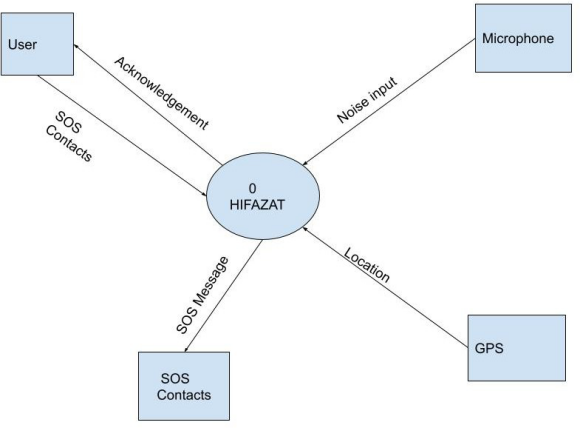 User
Microphone
Acknowledgement
Noise input
SOS
Contacts
0
HIFAZAT
SOS Message
Location
GPS
SOS
Contacts